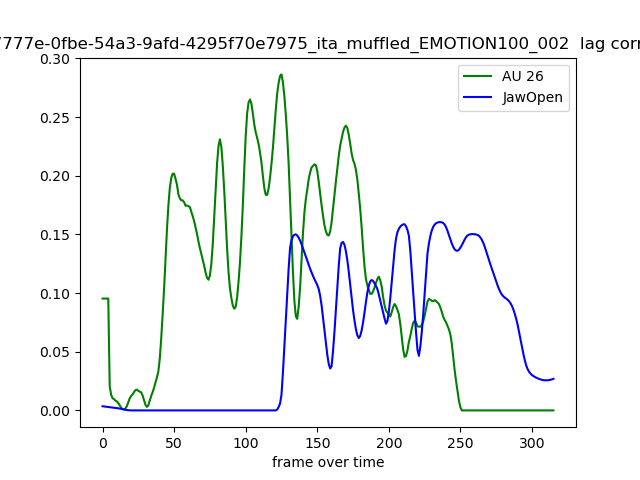 7777e-0fbe-54a3-9afd-4295f70e7975_ita_muffled_EMOTION100_002 lag corr
AU 26
JawOpen
0.30
0.25
0.20
0.15
0.10
0.05
0.00
0 50 100 150 200 250 300
frame over time